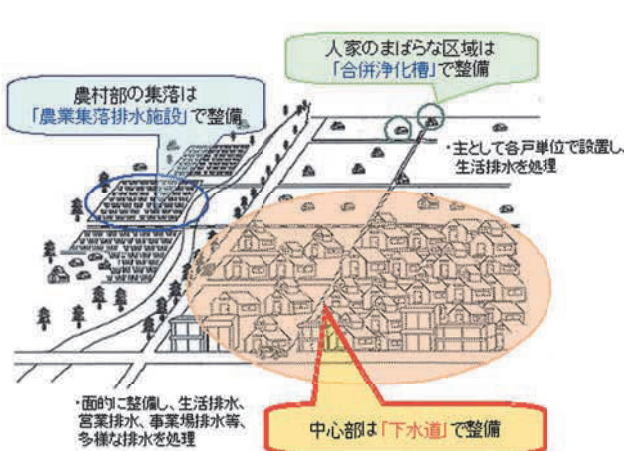 人家のまばらな区域は
「合併浄化槽」で整備
農村部の集落は
「農業集落排水施設」で整備
・主として各戸単位で設置し、
生活排水を処理
・面的に整備し、生活排水、
営業排水、事業場排水等、
多様な排水を処理
中心部は「下水道」で整備